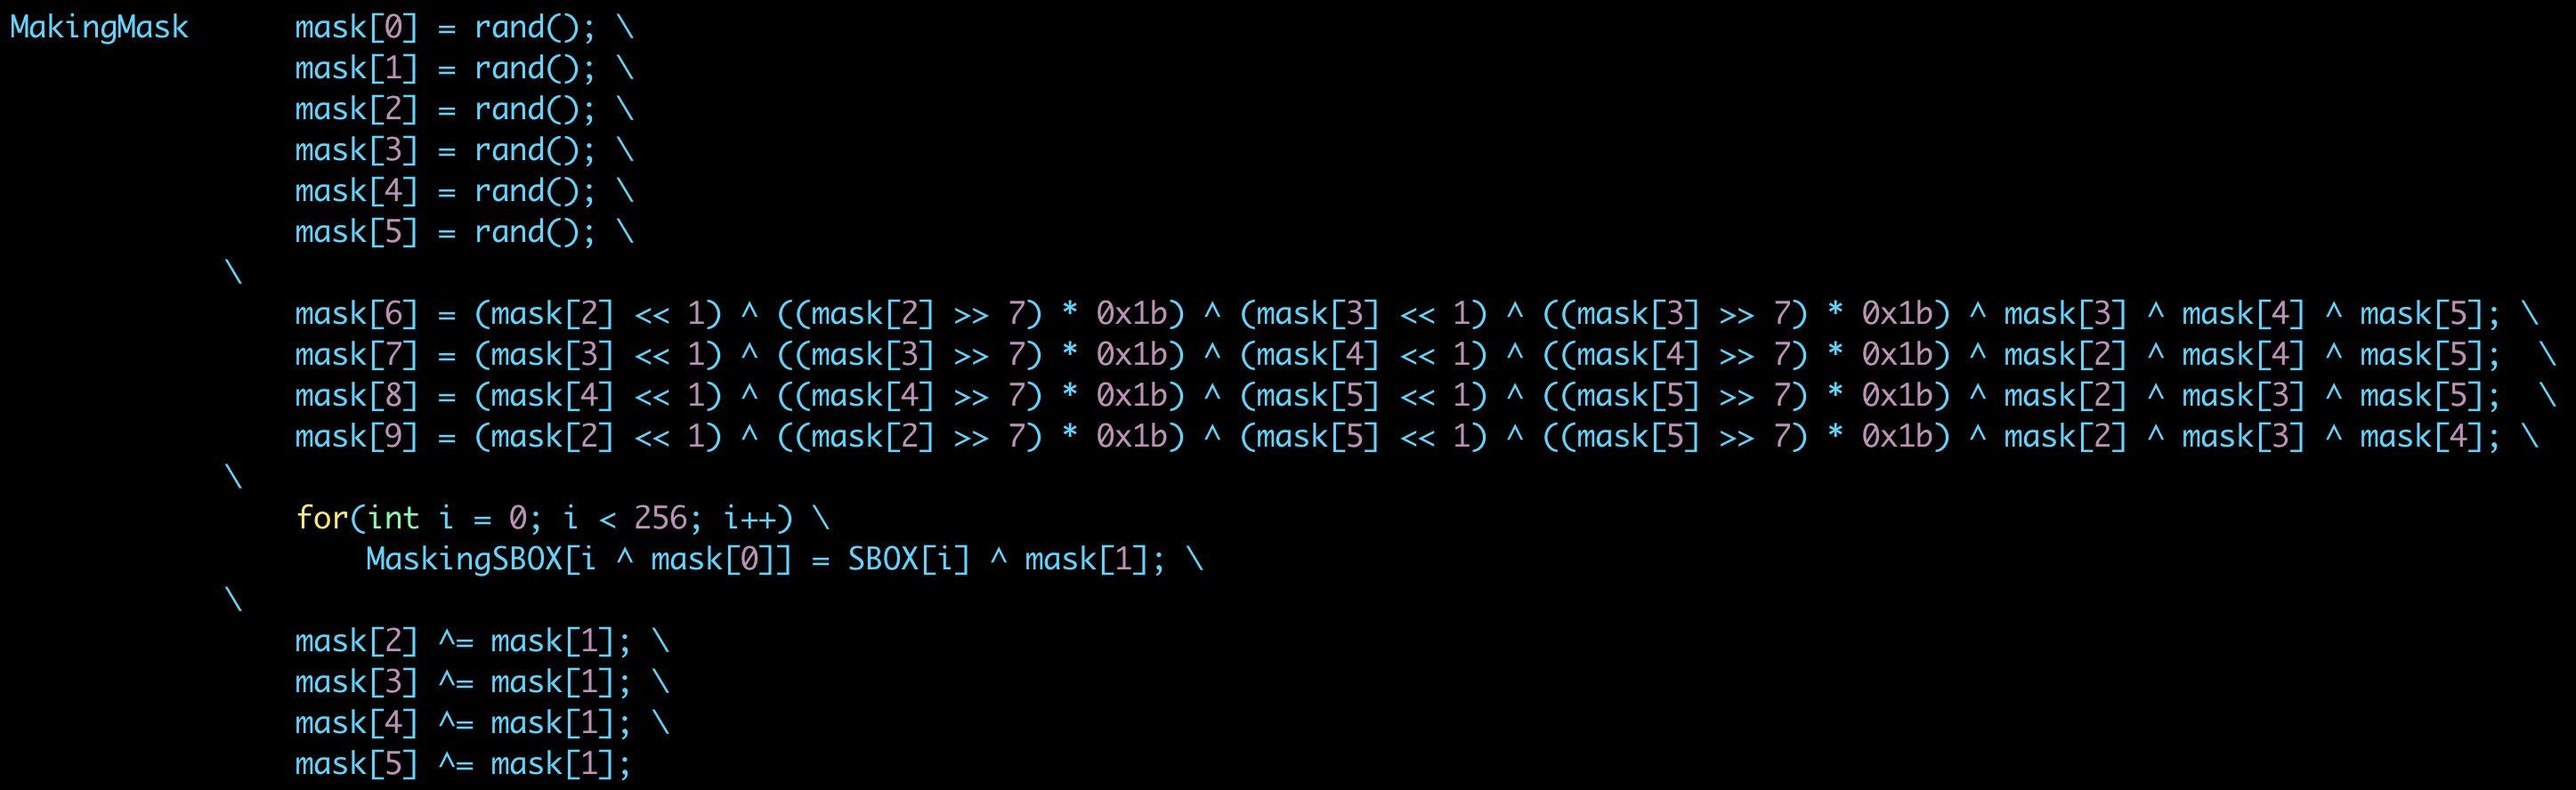 MakingMask      mask[0] = rand(); \
                mask[1] = rand(); \
                mask[2] = rand(); \
                mask[3] = rand(); \
                mask[4] = rand(); \
                mask[5] = rand(); \
            \
                mask[6] = (mask[2] << 1) ^ ((mask[2] >> 7) * 0x1b) ^ (mask[3] << 1) ^ ((mask[3] >> 7) * 0x1b) ^ mask[3] ^ mask[4] ^ mask[5]; \
                mask[7] = (mask[3] << 1) ^ ((mask[3] >> 7) * 0x1b) ^ (mask[4] << 1) ^ ((mask[4] >> 7) * 0x1b) ^ mask[2] ^ mask[4] ^ mask[5];  \
                mask[8] = (mask[4] << 1) ^ ((mask[4] >> 7) * 0x1b) ^ (mask[5] << 1) ^ ((mask[5] >> 7) * 0x1b) ^ mask[2] ^ mask[3] ^ mask[5];  \
                mask[9] = (mask[2] << 1) ^ ((mask[2] >> 7) * 0x1b) ^ (mask[5] << 1) ^ ((mask[5] >> 7) * 0x1b) ^ mask[2] ^ mask[3] ^ mask[4]; \
            \
                for(int i = 0; i < 256; i++) \
                    MaskingSBOX[i ^ mask[0]] = SBOX[i] ^ mask[1]; \
            \
                mask[2] ^= mask[1]; \
                mask[3] ^= mask[1]; \
                mask[4] ^= mask[1]; \
                mask[5] ^= mask[1];